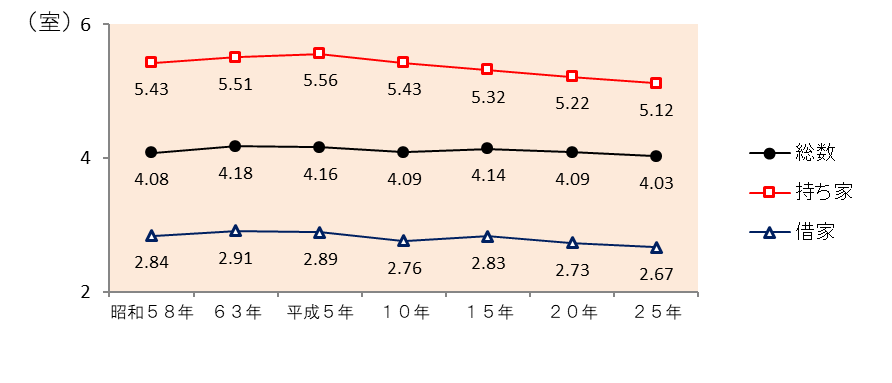 （室）
6
5.43 5.51 5.56 5.43 5.32 5.22 5.12
4
4.08 4.18 4.16 4.09 4.14 4.09 4.03
2.84 2.91 2.89 2.76 2.83 2.73 2.67
2
昭和５８年 ６３年 平成５年 １０年 １５年 ２０年 ２５年
総数
持ち家
借家